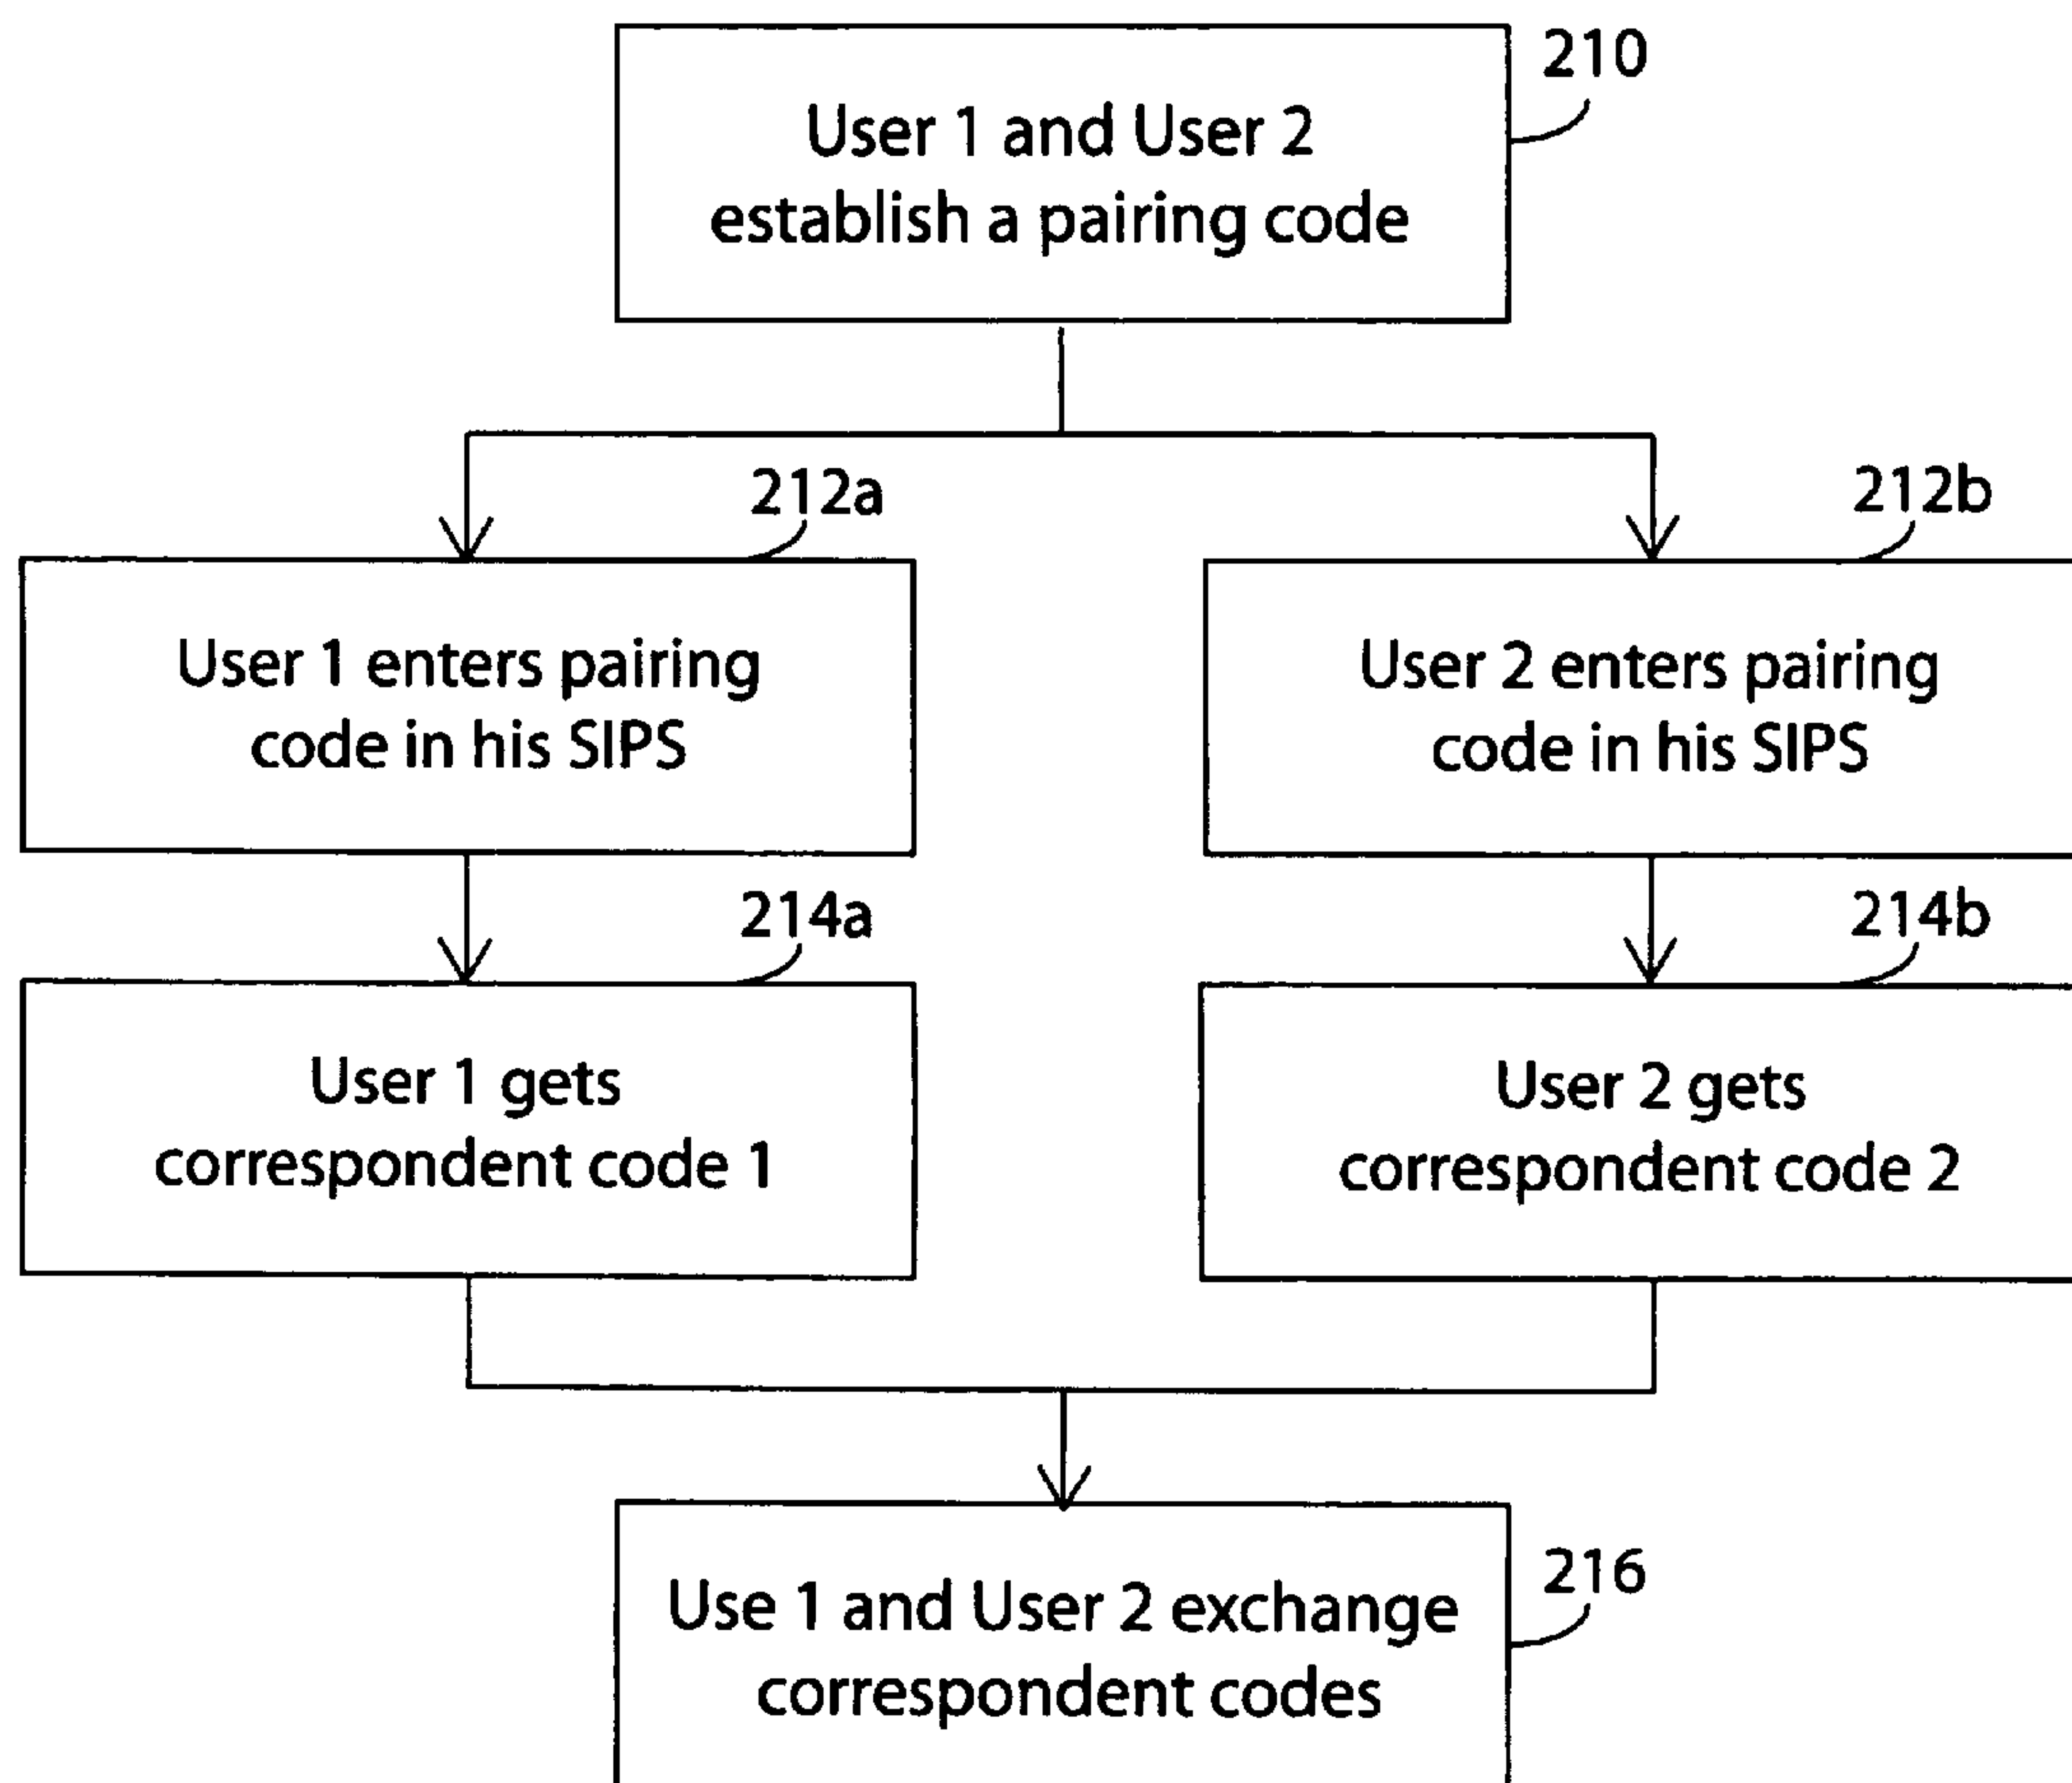 210
User 1 and User 2
establish a pairing code
212a
212b
User 1 enters pairing
code in his SIPS
User 2 enters pairing
code in his SIPS
214a
214b
User 1 gets
correspondent code 1
User 2 gets
correspondent code 2
216
Use 1 and User 2 exchange
correspondent codes